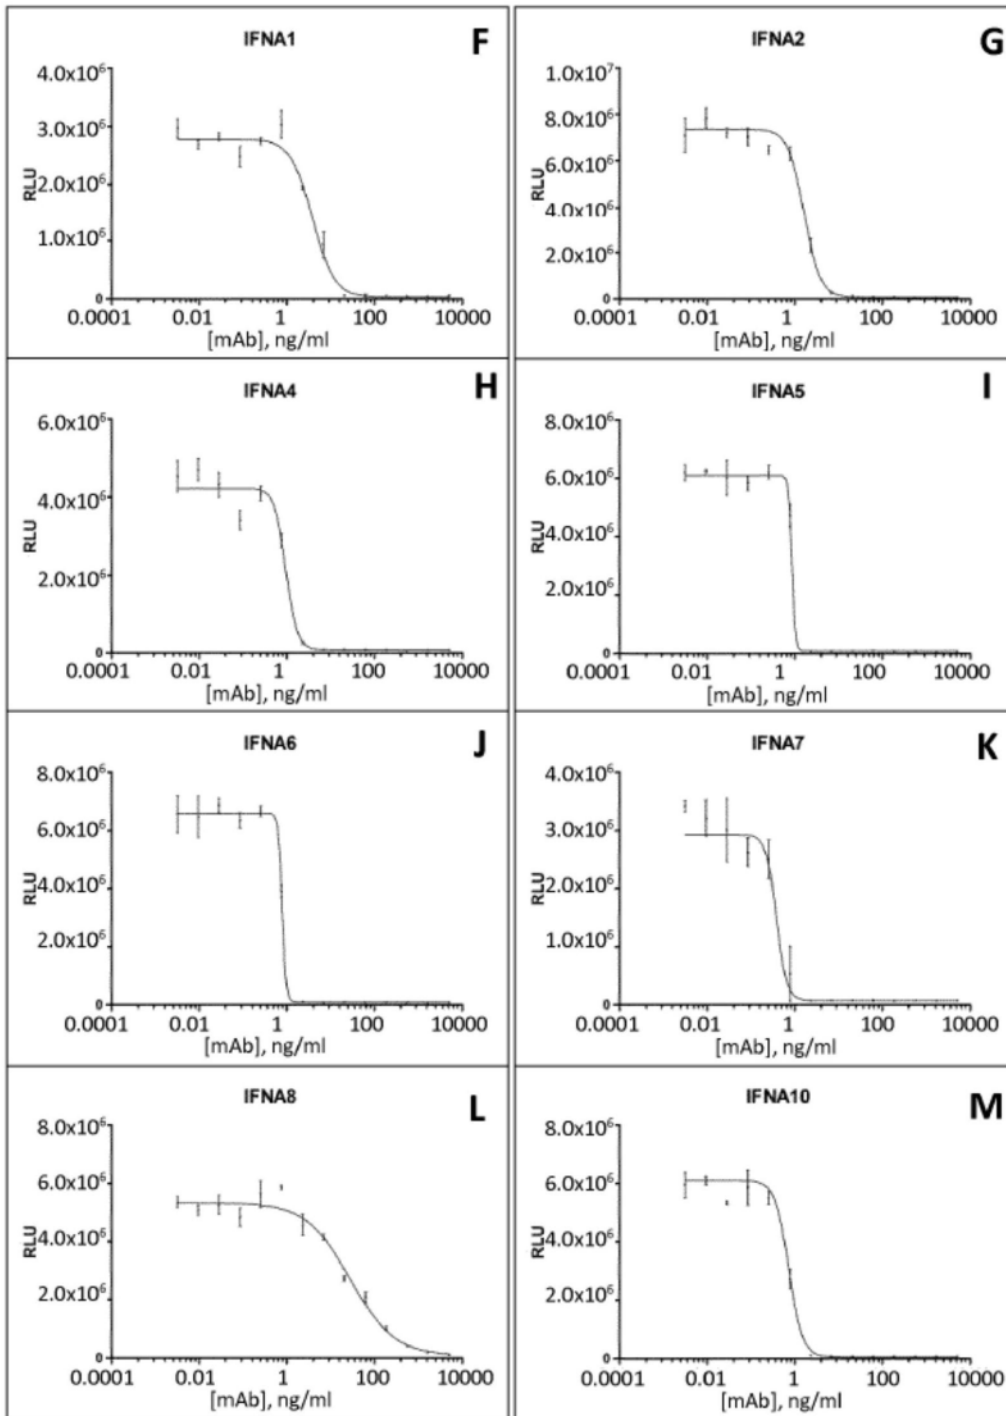 IFNA1 F
4.0x10⁶
3.0x10⁶
2.0x10⁶
1.0x10⁶
0
RLU
0.0001 0.01 1 100 10000
[mAb], ng/ml
IFNA2 G
1.0x10⁷
8.0x10⁶
6.0x10⁶
4.0x10⁶
2.0x10⁶
0
RLU
0.0001 0.01 1 100 10000
[mAb], ng/ml
IFNA4 H
6.0x10⁶
4.0x10⁶
2.0x10⁶
0
RLU
0.0001 0.01 1 100 10000
[mAb], ng/ml
IFNA5 I
8.0x10⁶
6.0x10⁶
4.0x10⁶
2.0x10⁶
0
RLU
0.0001 0.01 1 100 10000
[mAb], ng/ml
IFNA6 J
8.0x10⁶
6.0x10⁶
4.0x10⁶
2.0x10⁶
0
RLU
0.0001 0.01 1 100 10000
[mAb], ng/ml
IFNA7 K
4.0x10⁶
3.0x10⁶
2.0x10⁶
1.0x10⁶
0
RLU
0.0001 0.01 1 100 10000
[mAb], ng/ml
IFNA8 L
8.0x10⁶
6.0x10⁶
4.0x10⁶
2.0x10⁶
0
RLU
0.0001 0.01 1 100 10000
[mAb], ng/ml
IFNA10 M
8.0x10⁶
6.0x10⁶
4.0x10⁶
2.0x10⁶
0
RLU
0.0001 0.01 1 100 10000
[mAb], ng/ml